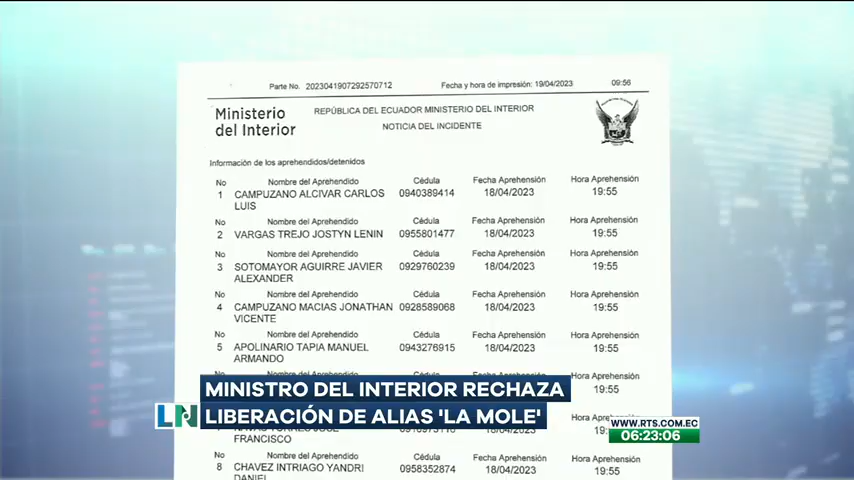 Parte No. 2023041907292570712 Fecha y hora de impresión: 19/04/2023 09:56
Ministerio del Interior
REPÚBLICA DEL ECUADOR MINISTERIO DEL INTERIOR
NOTICIA DEL INCIDENTE
Información de los aprehendidos/detenidos
No Nombre del Aprehendido Cédula Fecha Aprehensión Hora Aprehensión
1 CAMPUZANO ALCIVAR CARLOS 0940389414 18/04/2023 19:55
LUIS
No Nombre del Aprehendido Cédula Fecha Aprehensión Hora Aprehensión
2 VARGAS TREJO JOSTYN LENIN 0955801477 18/04/2023 19:55
No Nombre del Aprehendido Cédula Fecha Aprehensión Hora Aprehensión
3 SOTOMAYOR AGUIRRE JAVIER 0929760239 18/04/2023 19:55
ALEXANDER
No Nombre del Aprehendido Cédula Fecha Aprehensión Hora Aprehensión
4 CAMPUZANO MACIAS JONATHAN 0928589068 18/04/2023 19:55
VICENTE
No Nombre del Aprehendido Cédula Fecha Aprehensión Hora Aprehensión
5 APOLINARIO TAPIA MANUEL 0943276915 18/04/2023 19:55
ARMANDO
Hora Aprehensión
19:55
MINISTRO DEL INTERIOR RECHAZA
LN LIBERACIÓN DE ALIAS 'LA MOLE'
WWW.RTS.COM.EC
06:23:06
19:55
FRANCISCO
No Nombre del Aprehendido Cédula Fecha Aprehensión Hora Aprehensión
8 CHAVEZ INTRIAGO YANDRI 0958352874 18/04/2023 19:55
DANIEL